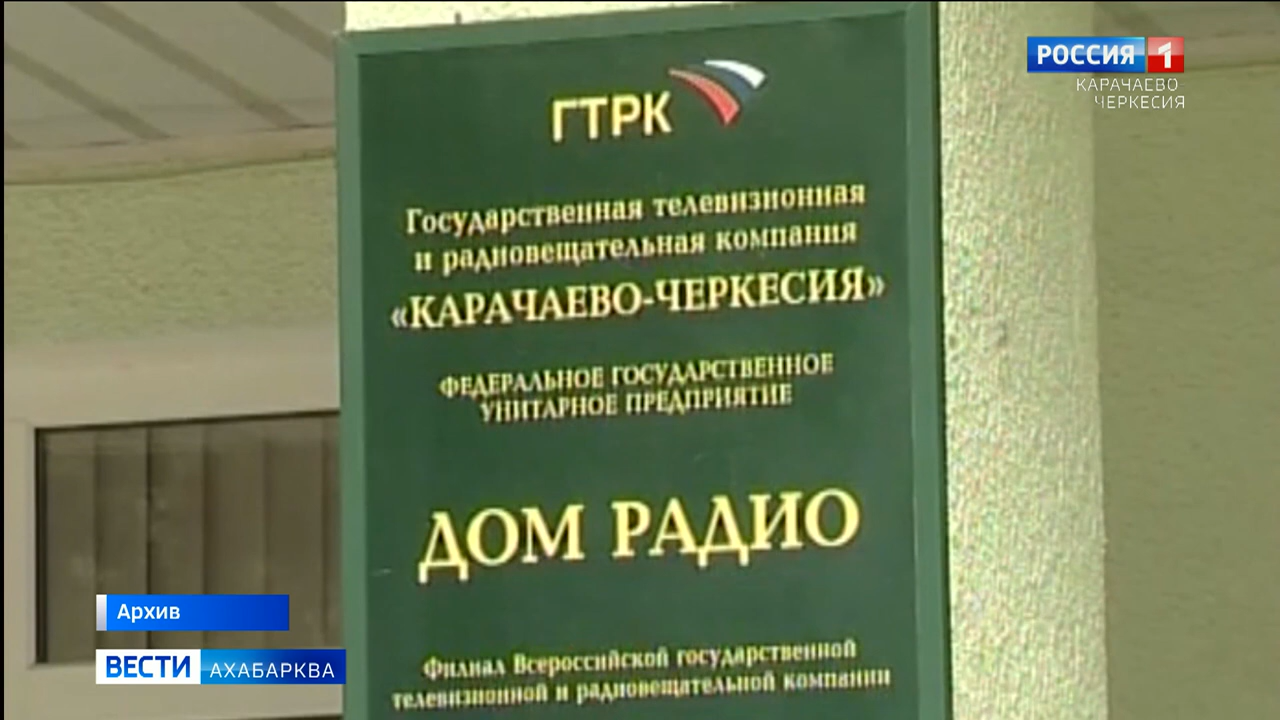 РОССИЯ 1
КАРАЧАЕВО
ЧЕРКЕСИЯ
ГТРК
Государственная телевизионная
и радиовещательная компания
«КАРАЧАЕВО-ЧЕРКЕСИЯ»
ФЕДЕРАЛЬНОЕ ГОСУДАРСТВЕННОЕ
УНИТАРНОЕ ПРЕДПРИЯТИЕ
ДОМ РАДИО
Филиал Всероссийской государственной
телевизионной и радиовещательной компании
Архив
ВЕСТИ АХАБАРКВА